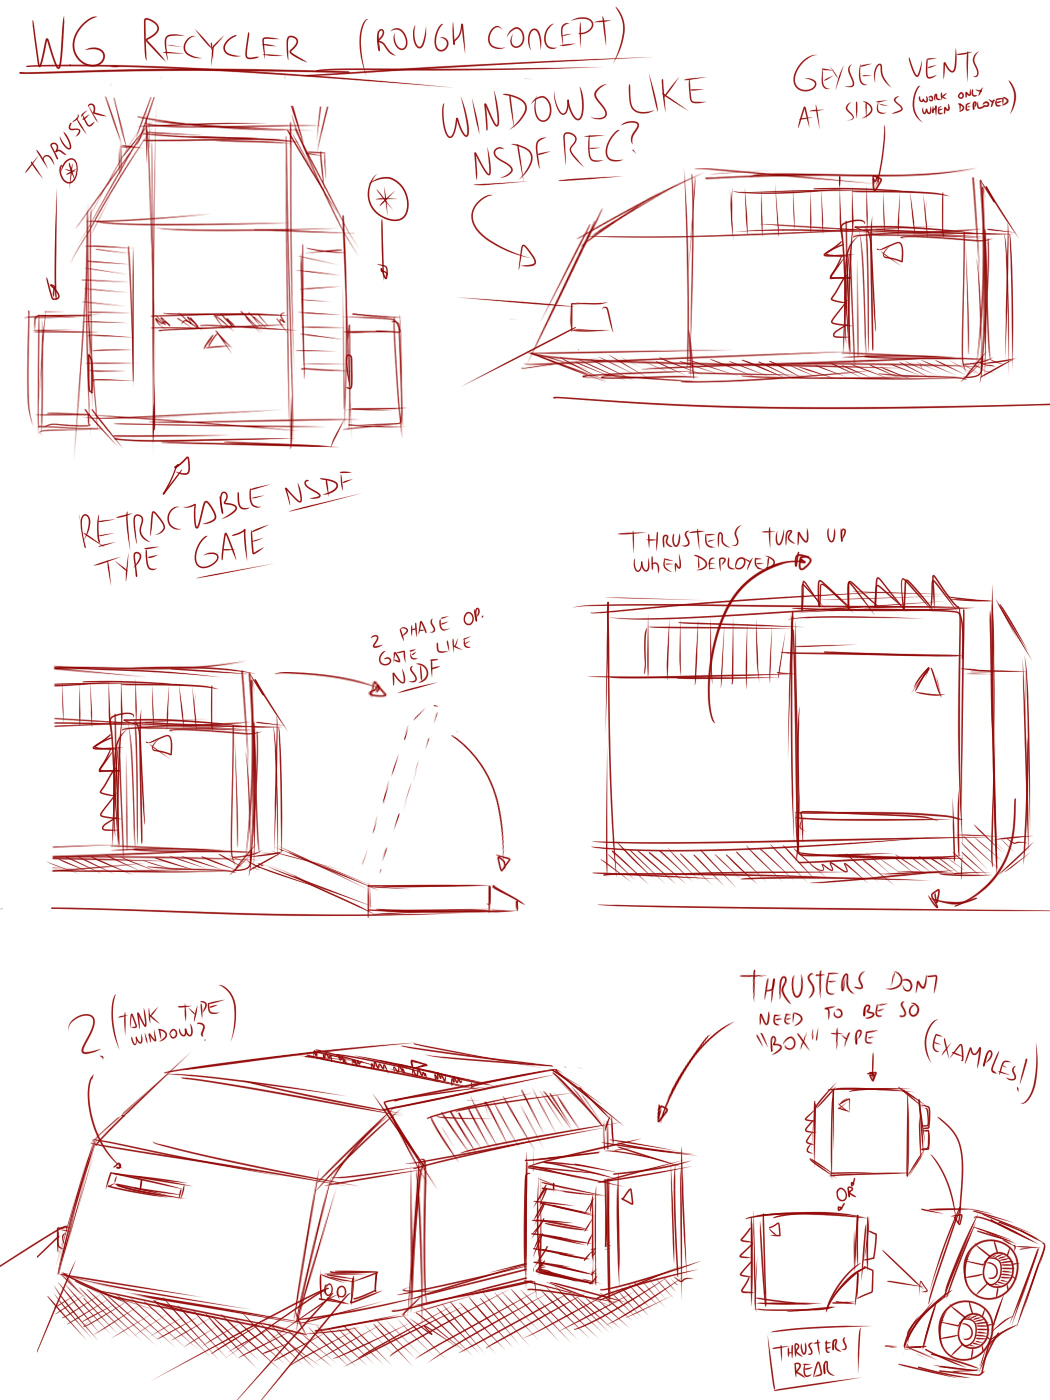 WG RECYCLER (ROUGH CONCEPT)
THRUSTER
WINDOWS LIKE
NSDF REC?
GEYSER VENTS
AT SIDES (WORK ONLY
WHEN DEPLOYED)
RETRACTABLE NSDF
TYPE GATE
THRUSTERS TURN UP
WHEN DEPLOYED
2 PHASE OP.
GATE LIKE
NSDF
? (TANK TYPE
WINDOW?)
THRUSTERS DONT
NEED TO BE SO
"BOX" TYPE
(EXAMPLES!)
OR
THRUSTERS
REAR